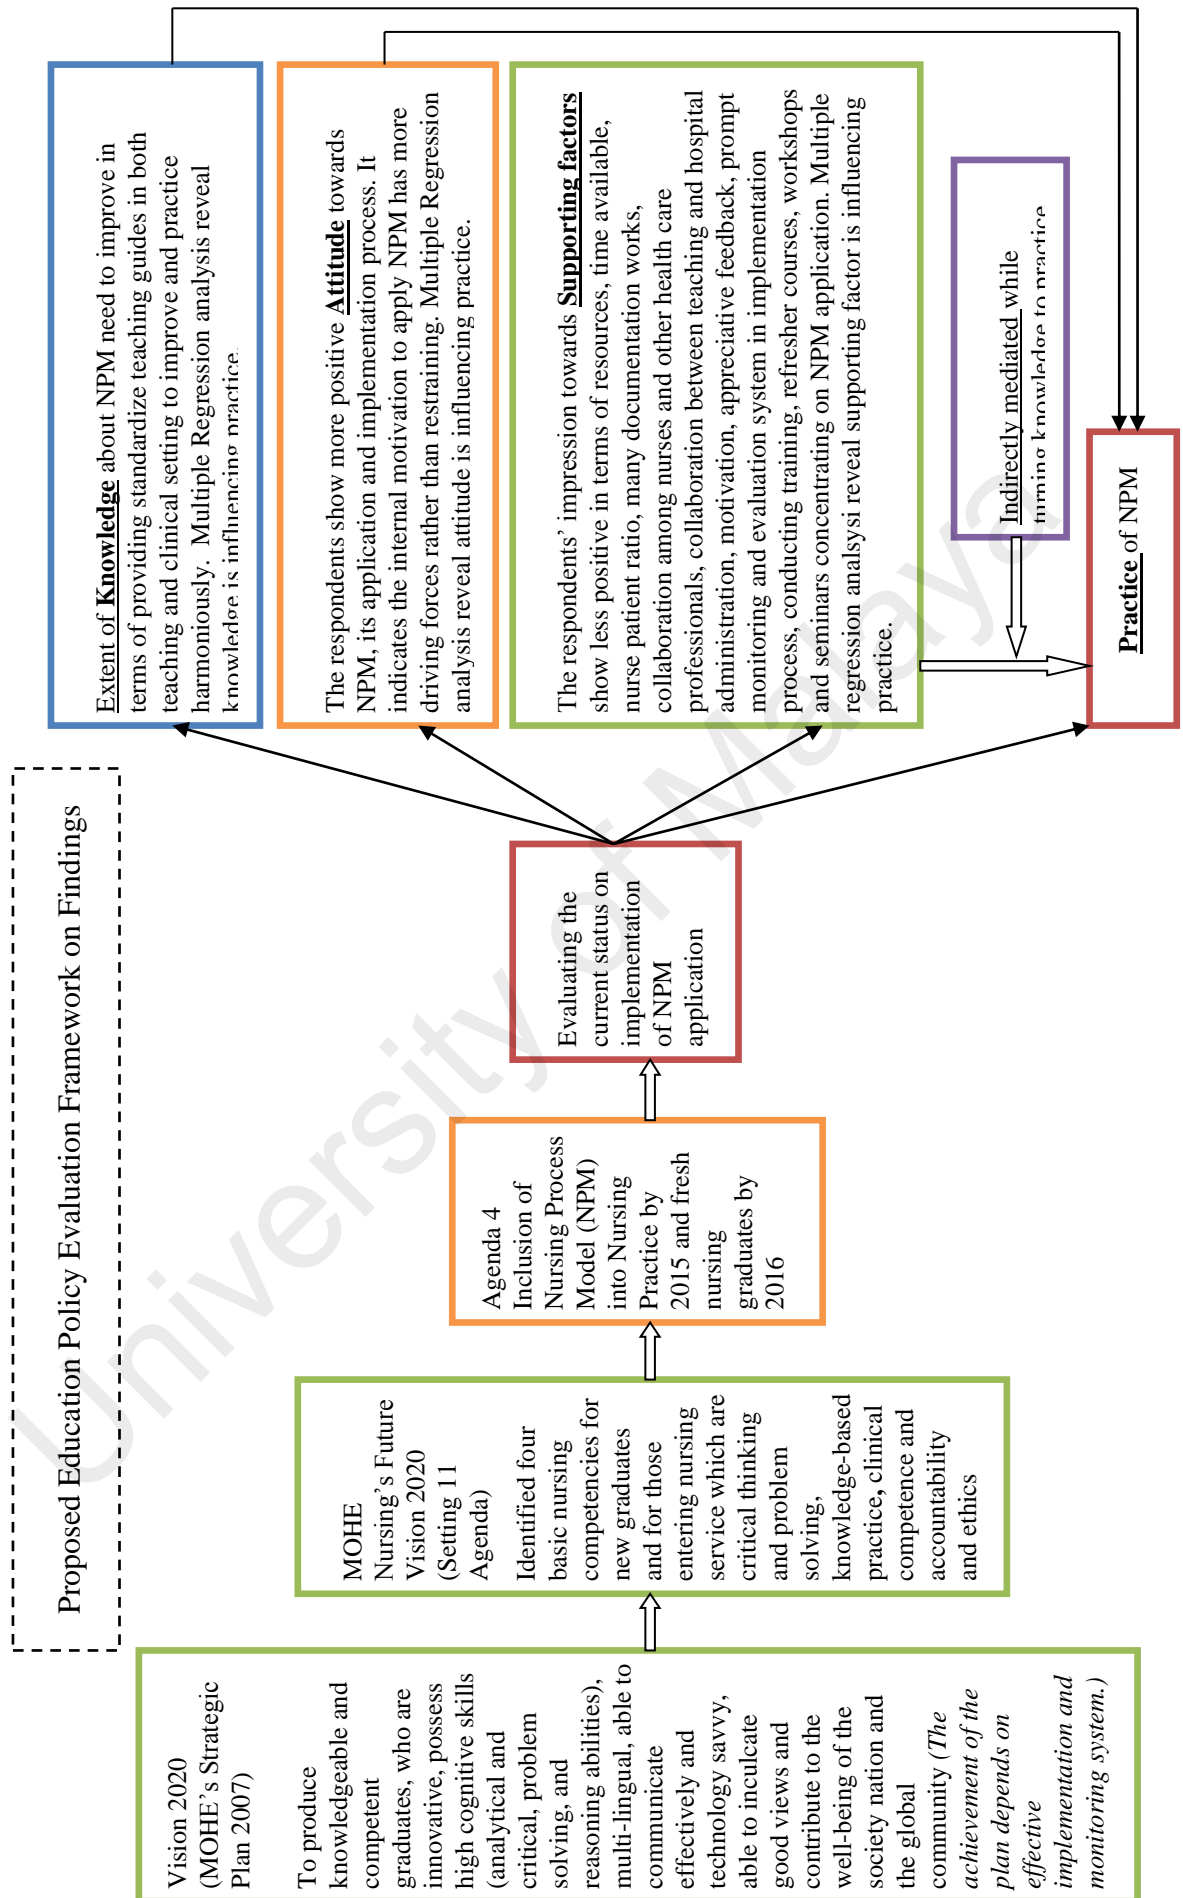 Proposed Education Policy Evaluation Framework on Findings
Vision 2020
(MOHE's Strategic
Plan 2007)
To produce
knowledgeable and
competent
graduates, who are
innovative, possess
high cognitive skills
(analytical and
critical, problem
solving, and
reasoning abilities),
multi-lingual, able to
communicate
effectively and
technology savvy,
able to inculcate
good views and
contribute to the
well-being of the
society nation and
the global
community (The
achievement of the
plan depends on
effective
implementation and
monitoring system.)
MOHE
Nursing's Future
Vision 2020
(Setting 11
Agenda)
Identified four
basic nursing
competencies for
new graduates
and for those
entering nursing
service which are
critical thinking
and problem
solving,
knowledge-based
practice, clinical
competence and
accountability
and ethics
Agenda 4
Inclusion of
Nursing Process
Model (NPM)
into Nursing
Practice by
2015 and fresh
nursing
graduates by
2016
Evaluating the
current status on
implementation
of NPM
application
Extent of Knowledge about NPM need to improve in
terms of providing standardize teaching guides in both
teaching and clinical setting to improve and practice
harmoniously. Multiple Regression analysis reveal
knowledge is influencing practice.
The respondents show more positive Attitude towards
NPM, its application and implementation process. It
indicates the internal motivation to apply NPM has more
driving forces rather than restraining. Multiple Regression
analysis reveal attitude is influencing practice.
The respondents' impression towards Supporting factors
show less positive in terms of resources, time available,
nurse patient ratio, many documentation works,
collaboration among nurses and other health care
professionals, collaboration between teaching and hospital
administration, motivation, appreciative feedback, prompt
monitoring and evaluation system in implementation
process, conducting training, refresher courses, workshops
and seminars concentrating on NPM application. Multiple
regression analsyi reveal supporting factor is influencing
practice.
Indirectly mediated while
turning knowledge to practice
Practice of NPM
University of Malaya